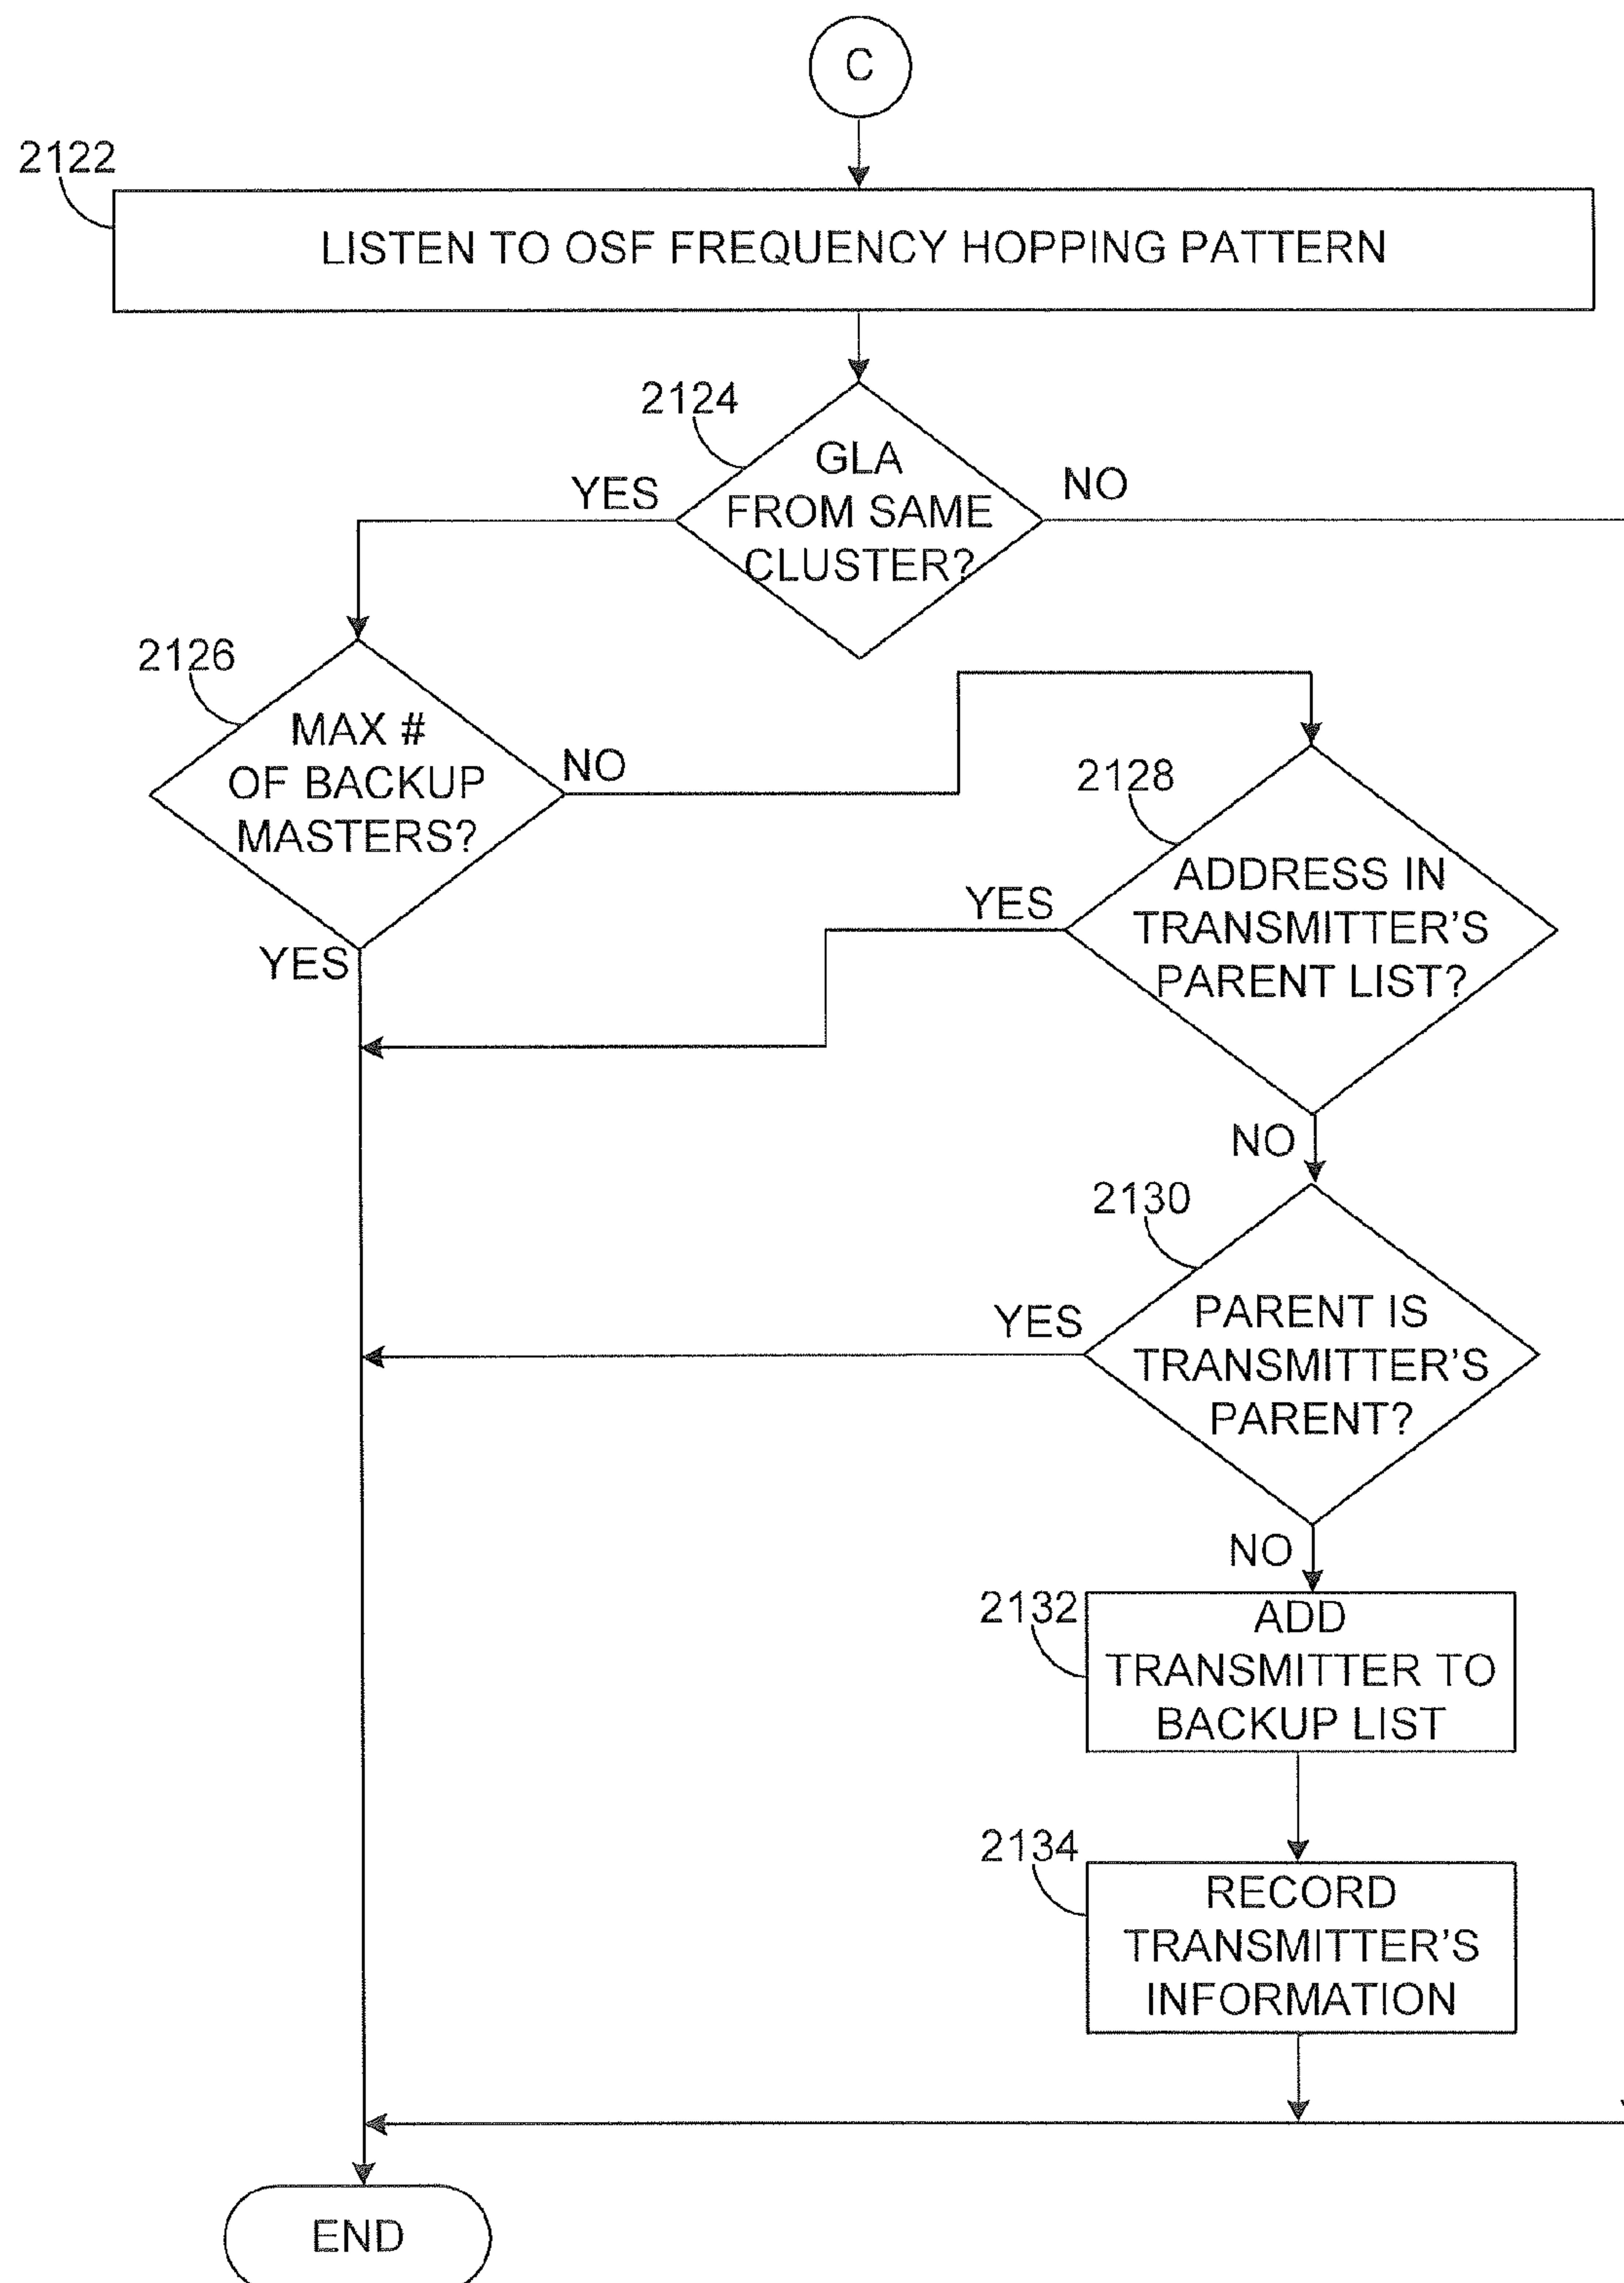 C
2122
LISTEN TO OSF FREQUENCY HOPPING PATTERN
2124
GLA
FROM SAME
CLUSTER?
YES
NO
2126
MAX #
OF BACKUP
MASTERS?
NO
YES
2128
ADDRESS IN
TRANSMITTER'S
PARENT LIST?
YES
NO
2130
PARENT IS
TRANSMITTER'S
PARENT?
YES
NO
2132
ADD
TRANSMITTER TO
BACKUP LIST
2134
RECORD
TRANSMITTER'S
INFORMATION
END